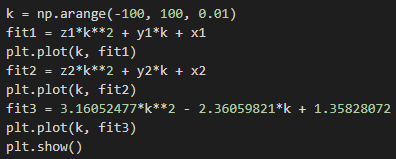 k = np.arange(-100, 100, 0.01)
fit1 = z1*k**2 + y1*k + x1
plt.plot(k, fit1)
fit2 = z2*k**2 + y2*k + x2
plt.plot(k, fit2)
fit3 = 3.16052477*k**2 - 2.36059821*k + 1.35828072
plt.plot(k, fit3)
plt.show()